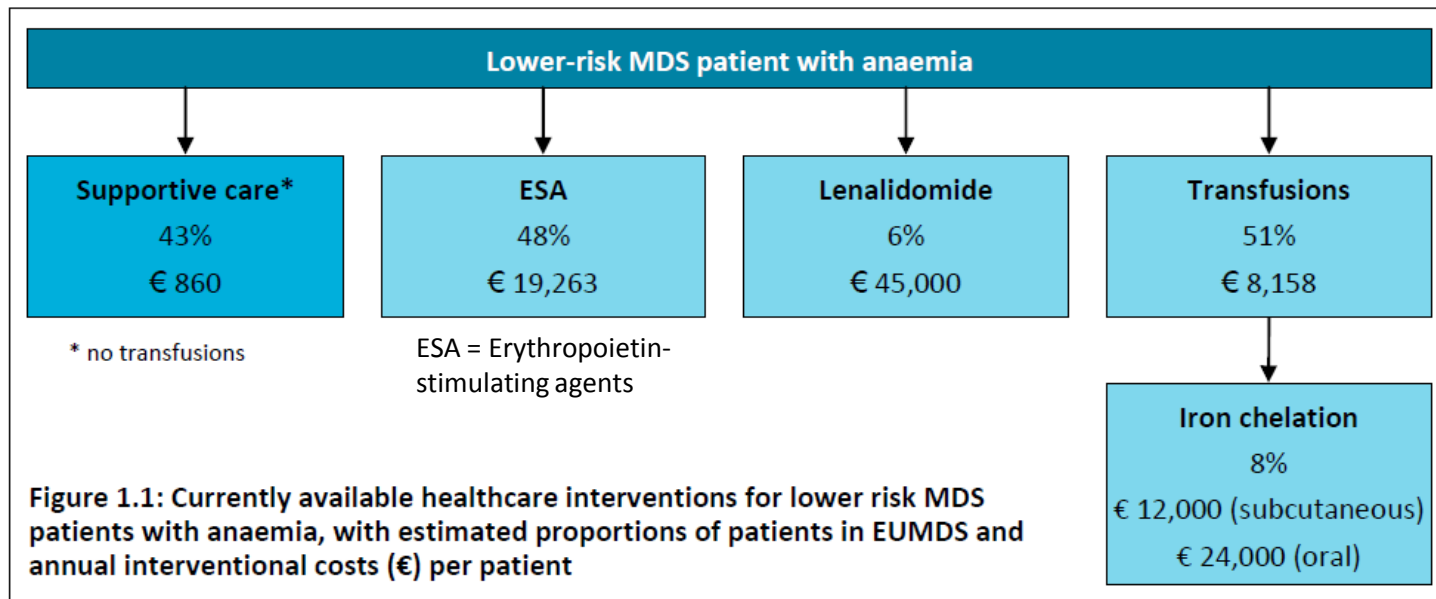 Lower-risk MDS patient with anaemia
Supportive care*
43%
€ 860
* no transfusions
ESA
48%
€ 19,263
ESA = Erythropoietin-
stimulating agents
Lenalidomide
6%
€ 45,000
Transfusions
51%
€ 8,158
Iron chelation
8%
€ 12,000 (subcutaneous)
€ 24,000 (oral)
Figure 1.1: Currently available healthcare interventions for lower risk MDS
patients with anaemia, with estimated proportions of patients in EUMDS and
annual interventional costs (€) per patient